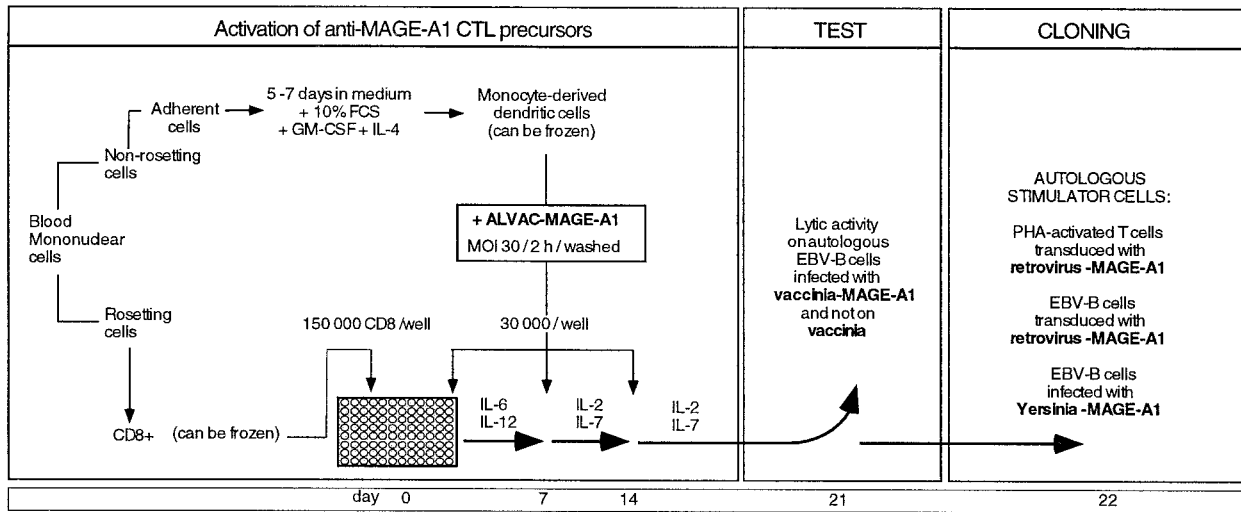 Activation of anti-MAGE-A1 CTL precursors
TEST
CLONING
Adherent
cells
5 -7 days in medium
+ 10% FCS
+ GM-CSF + IL-4
Monocyte-derived
dendritic cells
(can be frozen)
Non-rosetting
cells
Blood
Mononudear
cells
+ ALVAC-MAGE-A1
MOI 30 / 2 h / washed
Rosetting
cells
150 000 CD8 /well
30 000 / well
CD8+
(can be frozen)
IL-6
IL-12
IL-2
IL-7
IL-2
IL-7
Lytic activity
on autologous
EBV-B cells
infected with
vaccinia-MAGE-A1
and not on
vaccinia
AUTOLOGOUS
STIMULATOR CELLS:
PHA-activated T cells
transduced with
retrovirus -MAGE-A1
EBV-B cells
transduced with
retrovirus -MAGE-A1
EBV-B cells
infected with
Yersinia -MAGE-A1
day 0 7 14 21 22